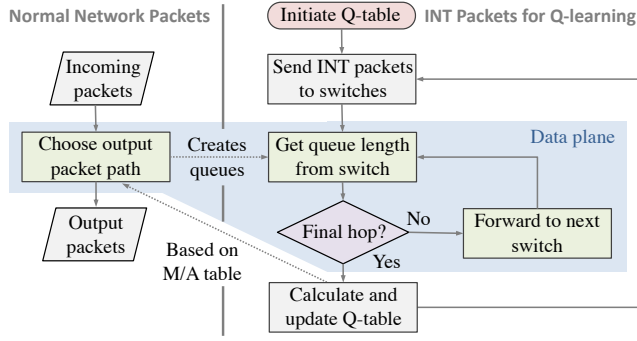 Normal Network Packets
INT Packets for Q-learning
Initiate Q-table
Incoming
packets
Send INT packets
to switches
Data plane
Choose output
packet path
Creates
queues
Get queue length
from switch
Output
packets
Based on
M/A table
Final hop?
No
Forward to next
switch
Yes
Calculate and
update Q-table